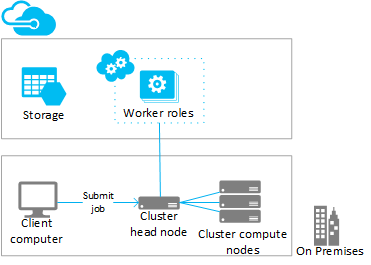 Storage
Worker roles
Submit
job
Client
computer
Cluster
head node
Cluster compute
nodes
On Premises